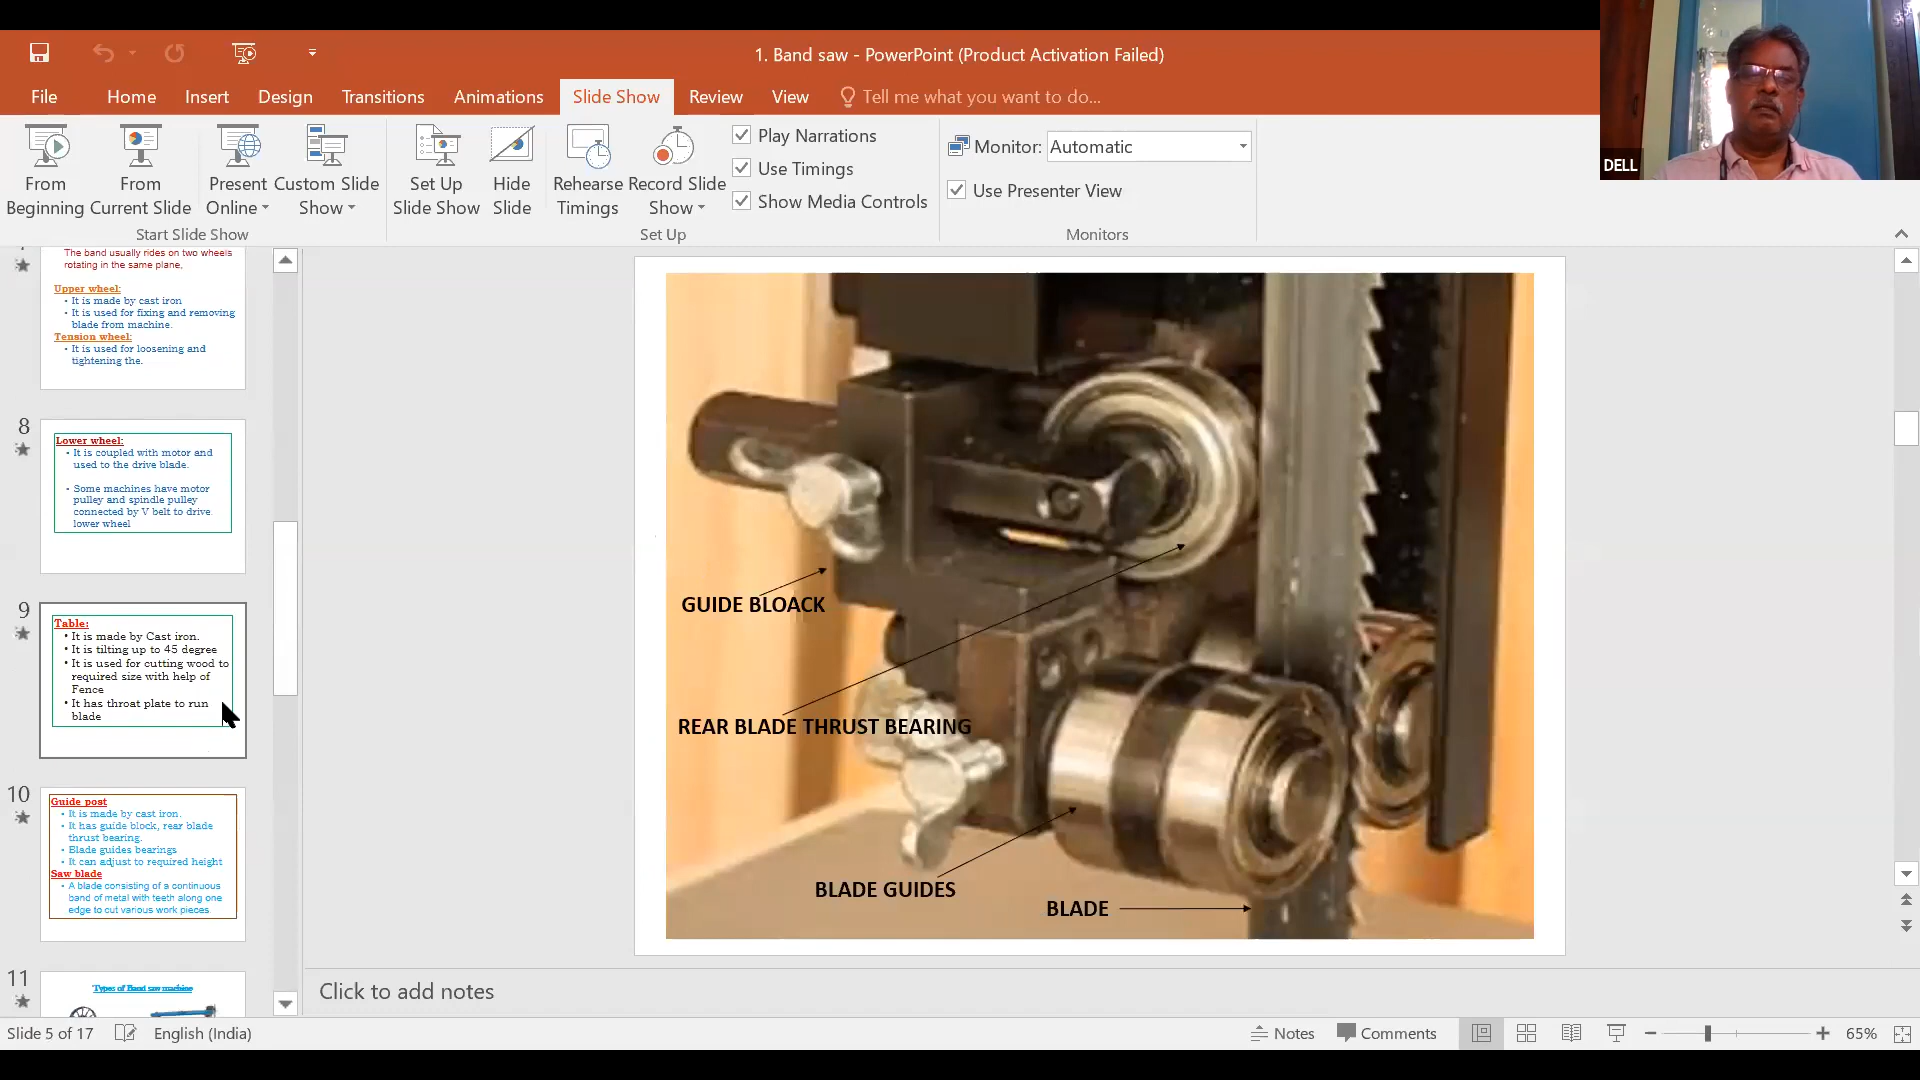 1. Band saw - PowerPoint (Product Activation Failed)
File Home Insert Design Transitions Animations Slide Show Review View Tell me what you want to do...
From Beginning
From Current Slide
Present Online
Custom Slide Show
Set Up Slide Show
Hide Slide
Rehearse Timings
Record Slide Show
Play Narrations
Use Timings
Show Media Controls
Monitor: Automatic
Use Presenter View
Start Slide Show
Set Up
Monitors
DELL
The band usually rides on two wheels
rotating in the same plane,
Upper wheel:
• It is made by cast iron
• It is used for fixing and removing
blade from machine.
Tension wheel:
• It is used for loosening and
tightening the.
8
Lower wheel:
• It is coupled with motor and
used to the drive blade.
• Some machines have motor
pulley and spindle pulley
connected by V belt to drive
lower wheel
9
Table:
• It is made by Cast iron.
• It is tilting up to 45 degree
• It is used for cutting wood to
required size with help of
Fence
• It has throat plate to run
blade
10
Guide post
• It is made by cast iron.
• It has guide block, rear blade
thrust bearing.
• Blade guides bearings
• It can adjust to required height
Saw blade
• A blade consisting of a continuous
band of metal with teeth along one
edge to cut various work pieces
11
Types of Band saw machine
GUIDE BLOACK
REAR BLADE THRUST BEARING
BLADE GUIDES
BLADE
Click to add notes
Slide 5 of 17 English (India) Notes Comments 65%